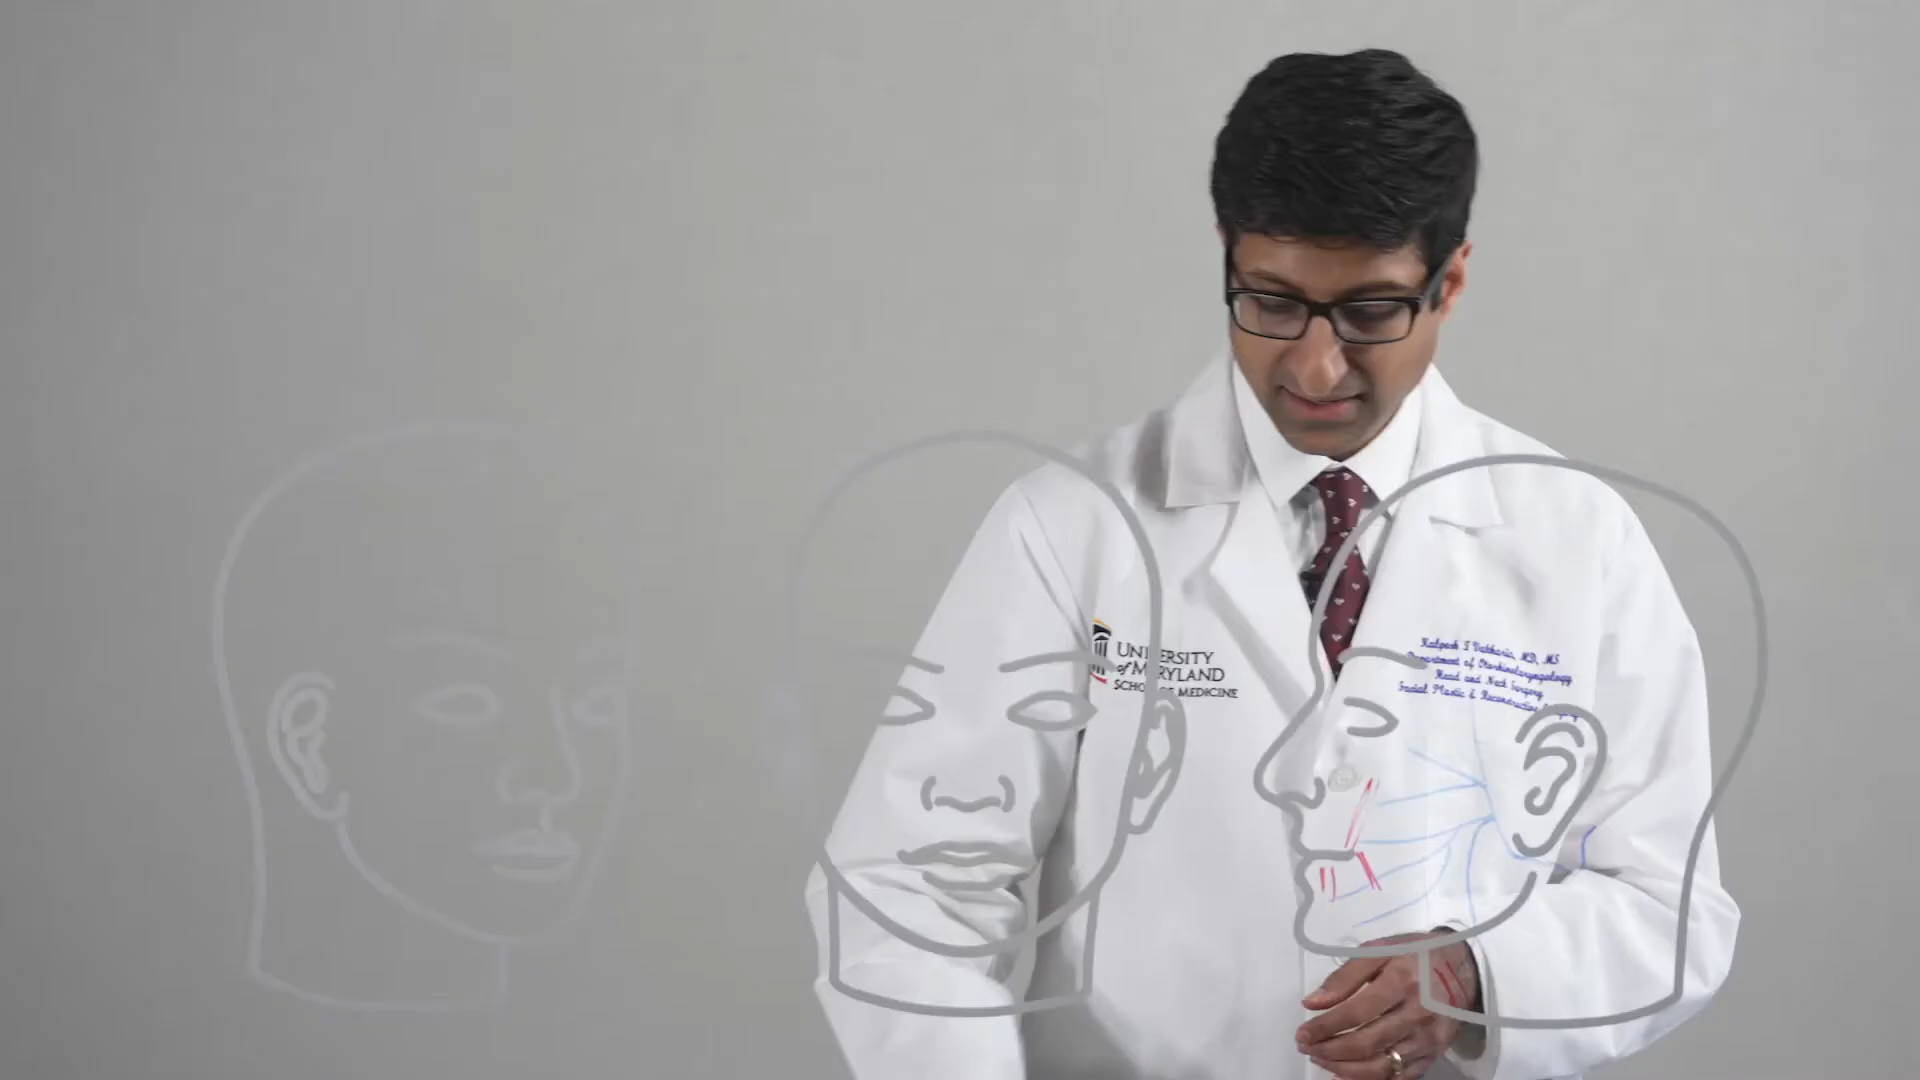 UNIVERSITY
of MARYLAND
SCHOOL OF MEDICINE
Kalpesh T Vakharia, MD, MS
Department of Otorhinolaryngology
Head and Neck Surgery
Facial Plastic & Reconstructive Surgery